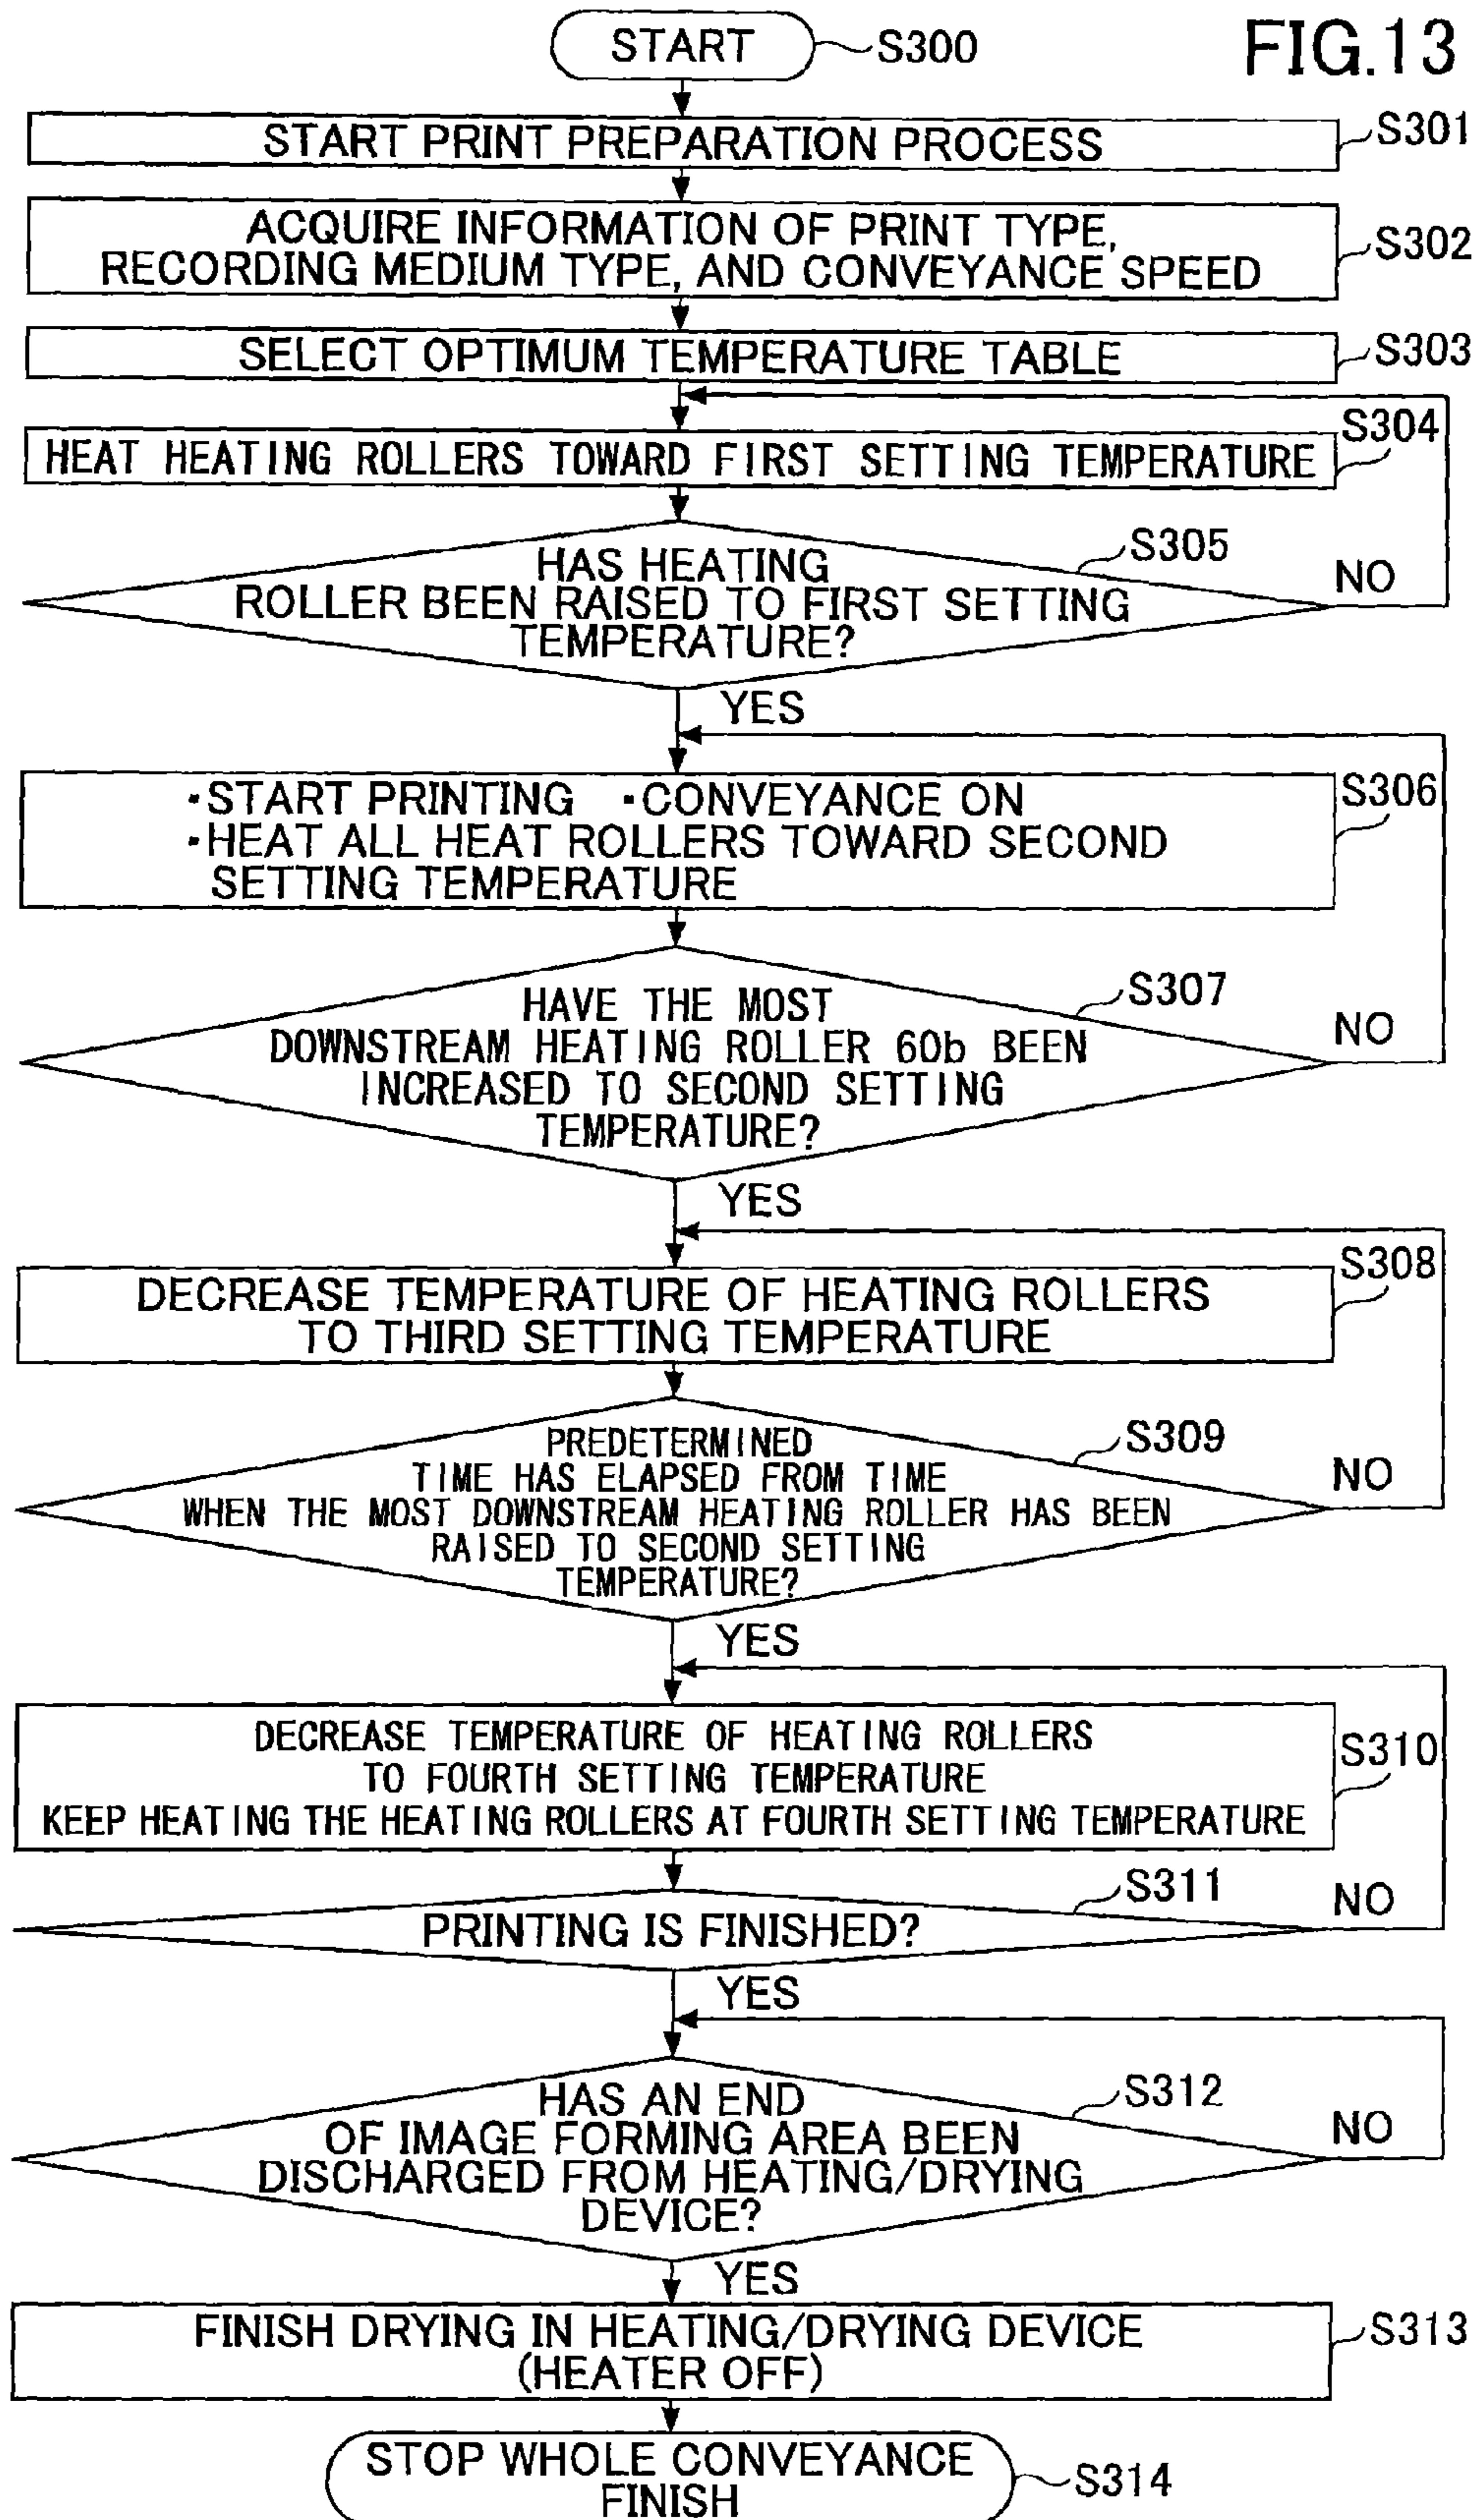 FIG.13
START
S300
START PRINT PREPARATION PROCESS
S301
ACQUIRE INFORMATION OF PRINT TYPE,
RECORDING MEDIUM TYPE, AND CONVEYANCE SPEED
S302
SELECT OPTIMUM TEMPERATURE TABLE
S303
HEAT HEATING ROLLERS TOWARD FIRST SETTING TEMPERATURE
S304
HAS HEATING
ROLLER BEEN RAISED TO FIRST SETTING
TEMPERATURE?
S305
NO
YES
·START PRINTING ·CONVEYANCE ON
·HEAT ALL HEAT ROLLERS TOWARD SECOND
SETTING TEMPERATURE
S306
HAVE THE MOST
DOWNSTREAM HEATING ROLLER 60b BEEN
INCREASED TO SECOND SETTING
TEMPERATURE?
S307
NO
YES
DECREASE TEMPERATURE OF HEATING ROLLERS
TO THIRD SETTING TEMPERATURE
S308
PREDETERMINED
TIME HAS ELAPSED FROM TIME
WHEN THE MOST DOWNSTREAM HEATING ROLLER HAS BEEN
RAISED TO SECOND SETTING
TEMPERATURE?
S309
NO
YES
DECREASE TEMPERATURE OF HEATING ROLLERS
TO FOURTH SETTING TEMPERATURE
KEEP HEATING THE HEATING ROLLERS AT FOURTH SETTING TEMPERATURE
S310
PRINTING IS FINISHED?
S311
NO
YES
HAS AN END
OF IMAGE FORMING AREA BEEN
DISCHARGED FROM HEATING/DRYING
DEVICE?
S312
NO
YES
FINISH DRYING IN HEATING/DRYING DEVICE
(HEATER OFF)
S313
STOP WHOLE CONVEYANCE
FINISH
S314